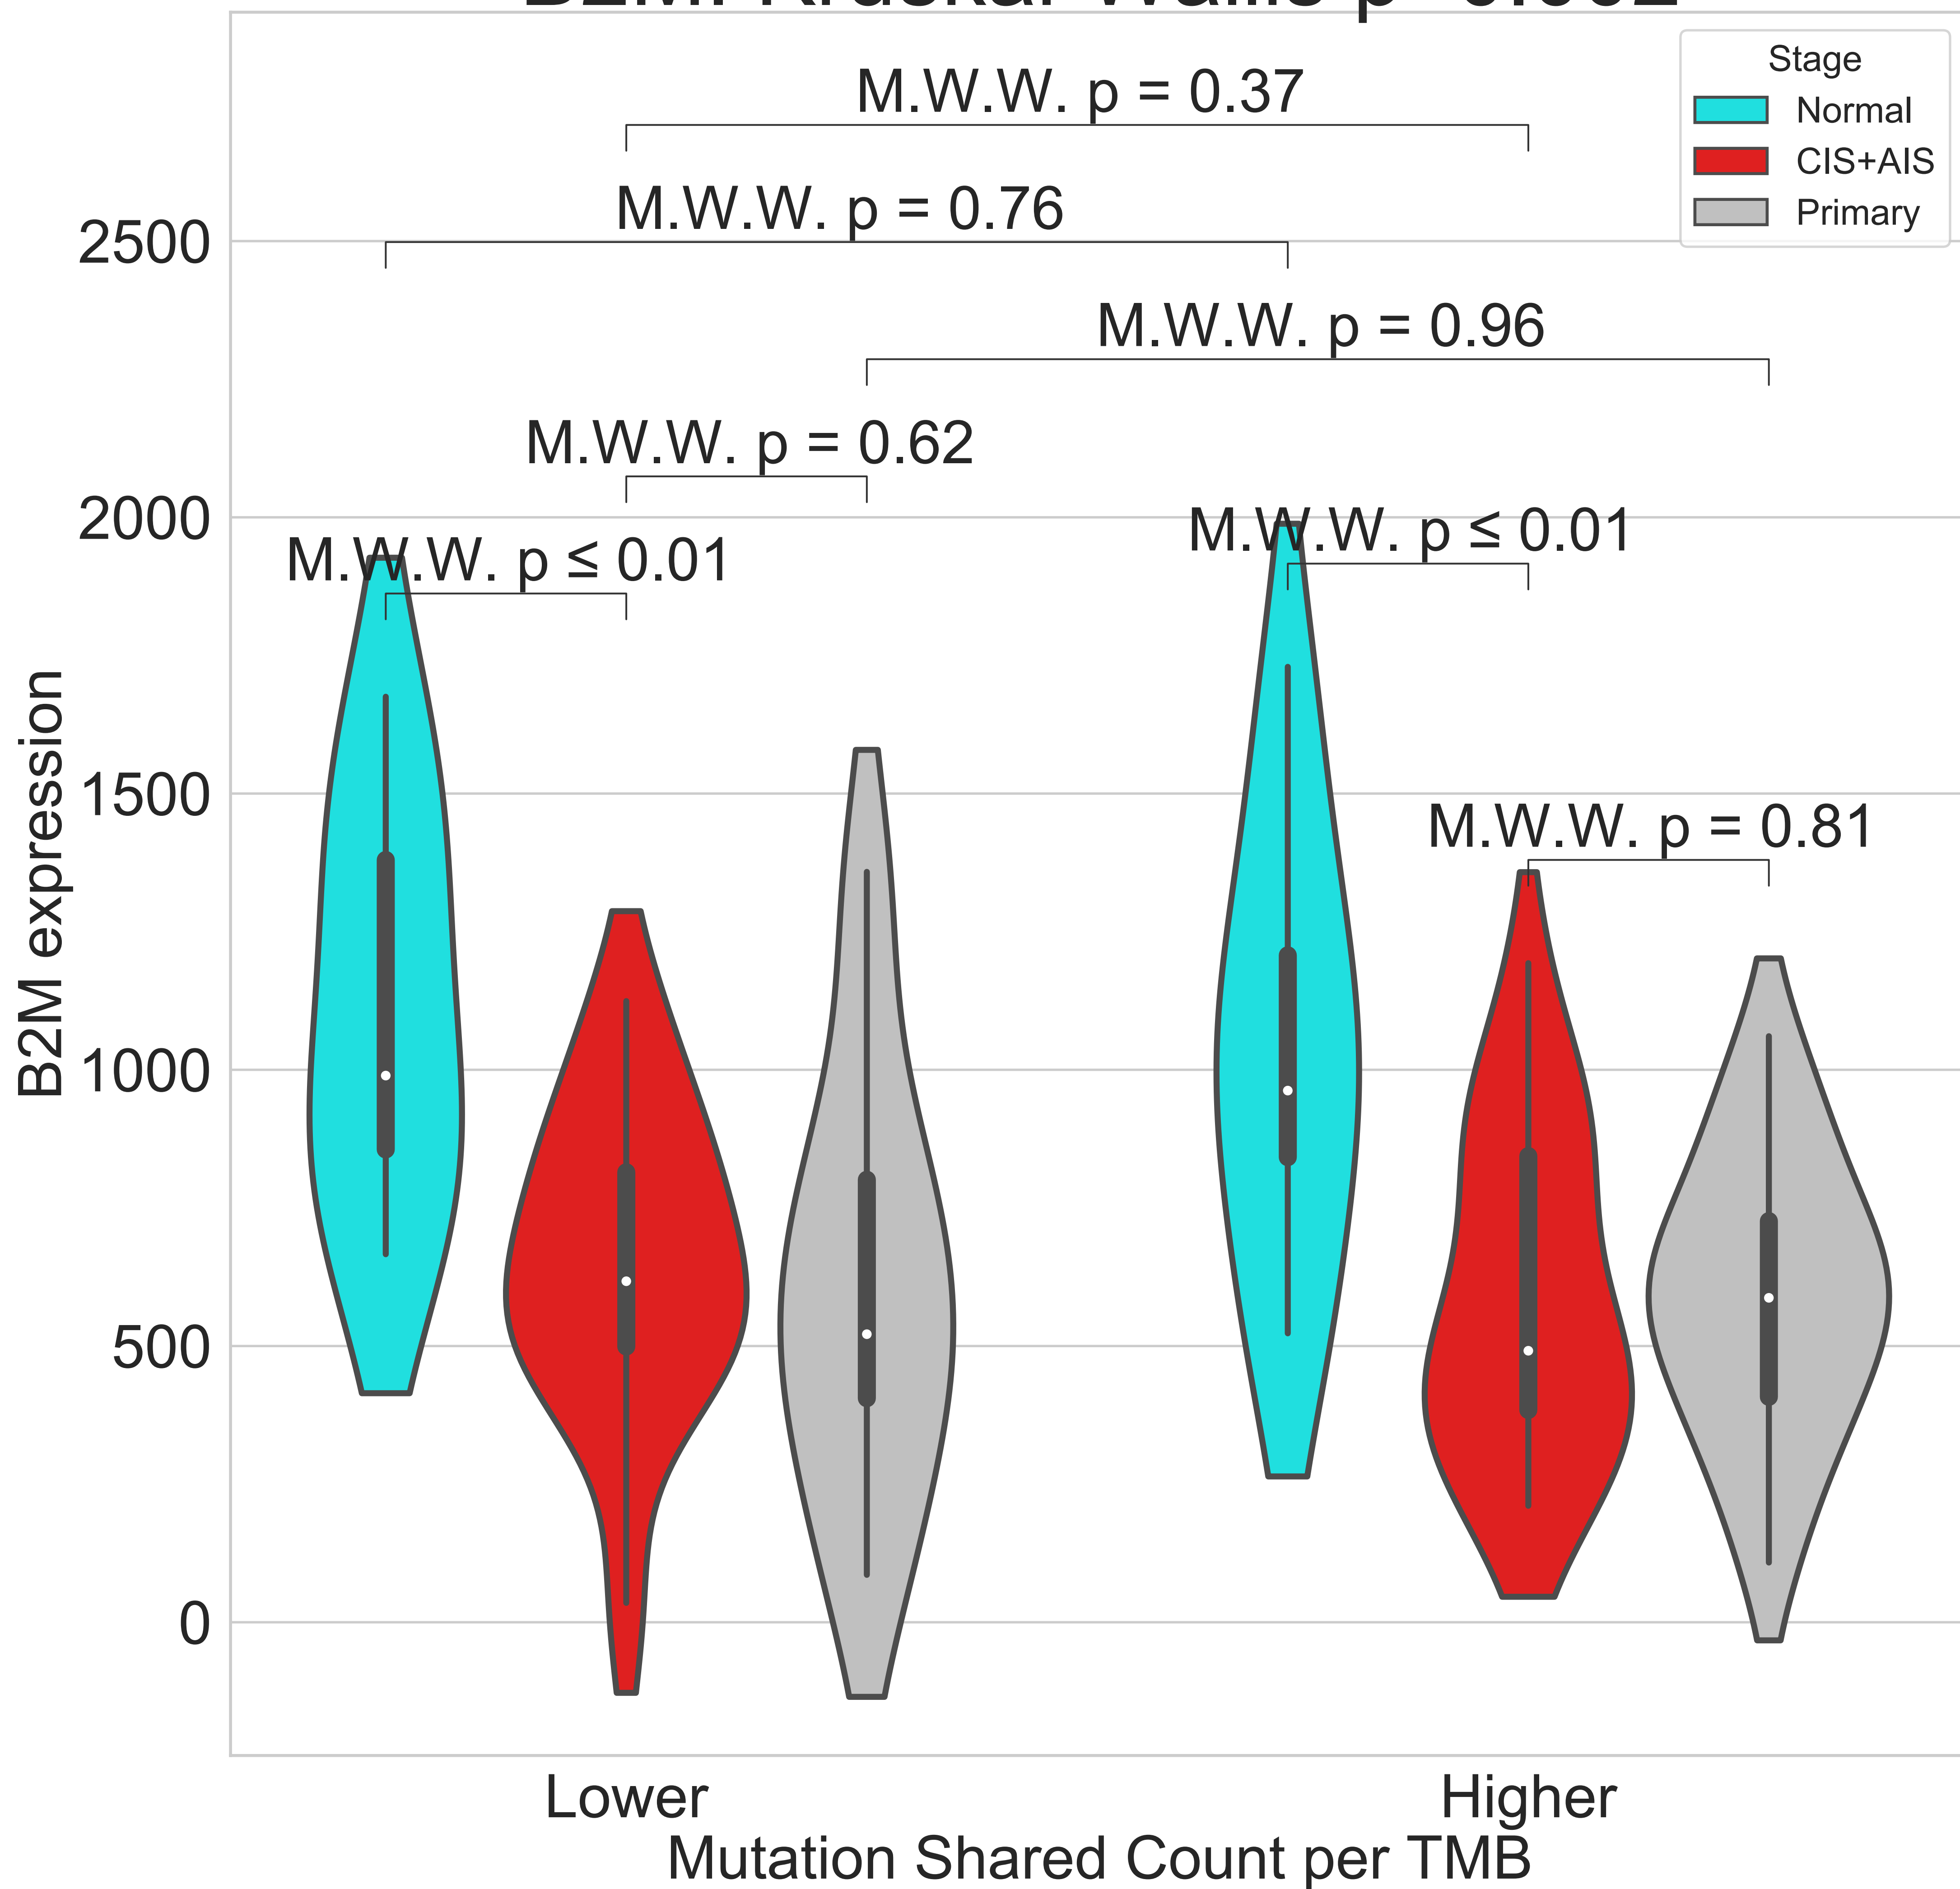 Stage
Normal
CIS+AIS
Primary
M.W.W. p = 0.37
M.W.W. p = 0.76
M.W.W. p = 0.96
M.W.W. p = 0.62
M.W.W. p ≤ 0.01
M.W.W. p ≤ 0.01
M.W.W. p = 0.81
2500
2000
1500
1000
500
0
B2M expression
Lower
Higher
Mutation Shared Count per TMB